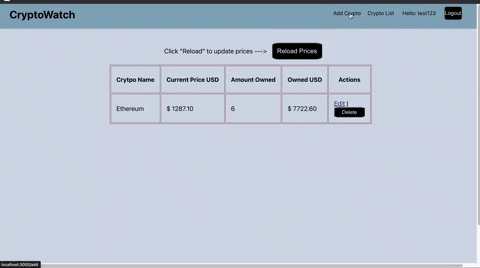 CryptoWatch
Add Crypto Crypto List Hello: test123 Logout
Click "Reload" to update prices ---> Reload Prices
Crytpo Name Current Price USD Amount Owned Owned USD Actions
Ethereum $ 1287.10 6 $ 7722.60 Edit |
Delete
localhost:3000/add